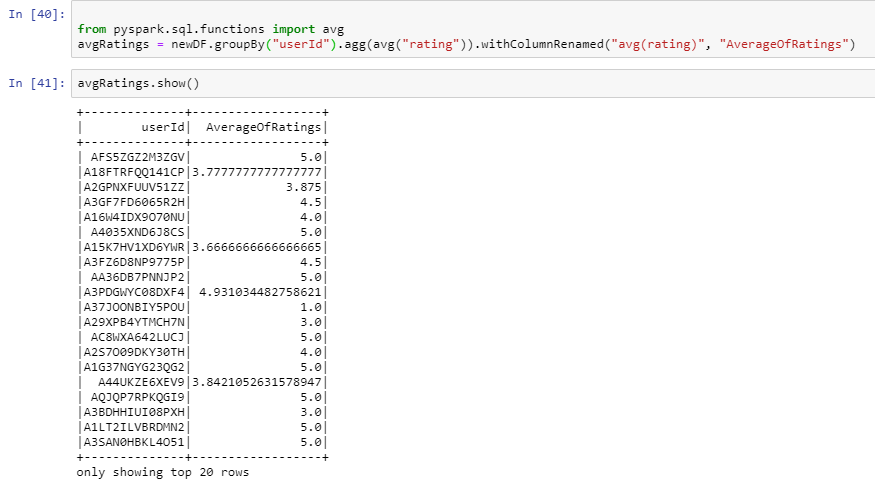 In [40]:
from pyspark.sql.functions import avg
avgRatings = newDF.groupBy("userId").agg(avg("rating")).withColumnRenamed("avg(rating)", "AverageOfRatings")
In [41]: avgRatings.show()
+--------------+------------------+
|        userId|  AverageOfRatings|
+--------------+------------------+
| AFS5ZGZ2M3ZGV|               5.0|
|A18FTRFQQ141CP|3.7777777777777777|
|A2GPNXFUUV51ZZ|             3.875|
|A3GF7FD6065R2H|               4.5|
|A16W4IDX9O70NU|               4.0|
| A4035XND6J8CS|               5.0|
|A15K7HV1XD6YWR|3.6666666666666665|
|A3FZ6D8NP9775P|               4.5|
| AA36DB7PNNJP2|               5.0|
|A3PDGWYC08DXF4| 4.931034482758621|
|A37JOONBIY5POU|               1.0|
|A29XPB4YTMCH7N|               3.0|
| AC8WXA642LUCJ|               5.0|
|A2S7O09DKY30TH|               4.0|
|A1G37NGYG23QG2|               5.0|
|  A44UKZE6XEV9|3.8421052631578947|
| AQJQP7RPKQGI9|               5.0|
|A3BDHHIUI08PXH|               3.0|
|A1LT2ILVBRDMN2|               5.0|
|A3SAN0HBKL4O51|               5.0|
+--------------+------------------+
only showing top 20 rows